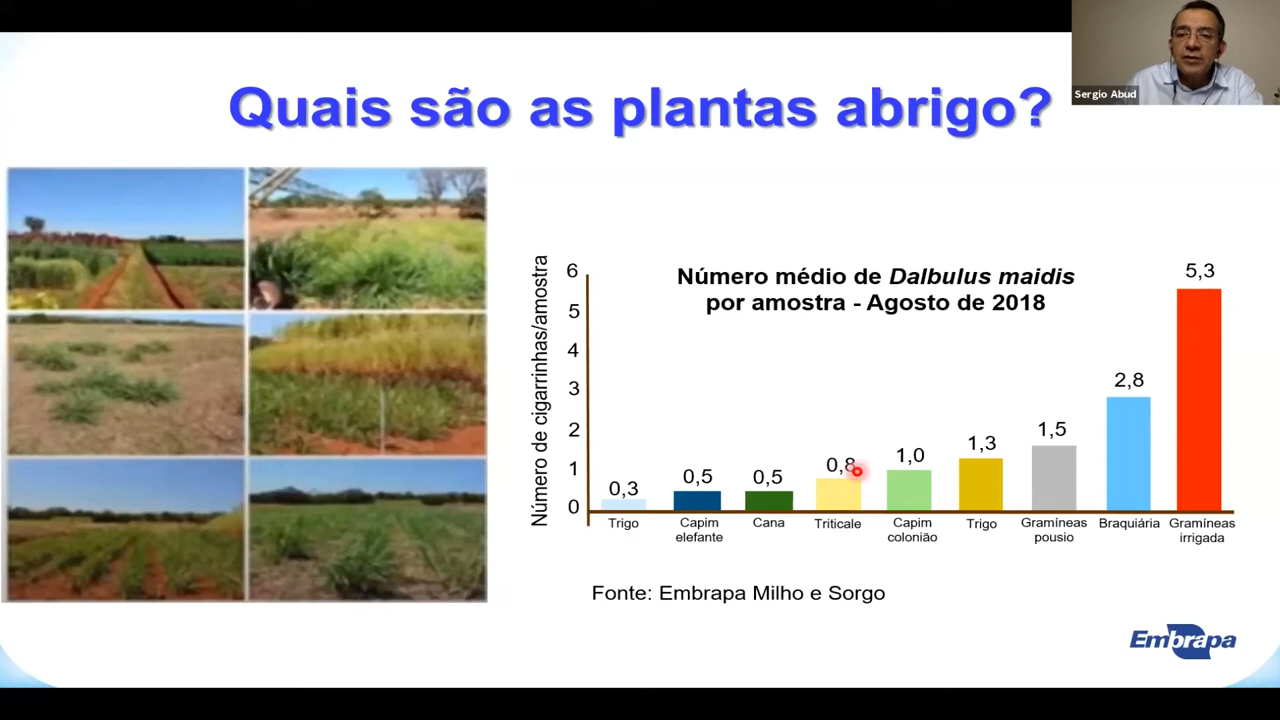 Sergio Abud
Quais são as plantas abrigo?
Número médio de Dalbulus maidis
por amostra - Agosto de 2018
Número de cigarrinhas/amostra
6
5
4
3
2
1
0
0,3
0,5
0,5
0,8
1,0
1,3
1,5
2,8
5,3
Trigo
Capim
elefante
Cana
Triticale
Capim
colonião
Trigo
Gramíneas
pousio
Braquiária
Gramíneas
irrigada
Fonte: Embrapa Milho e Sorgo
Embrapa